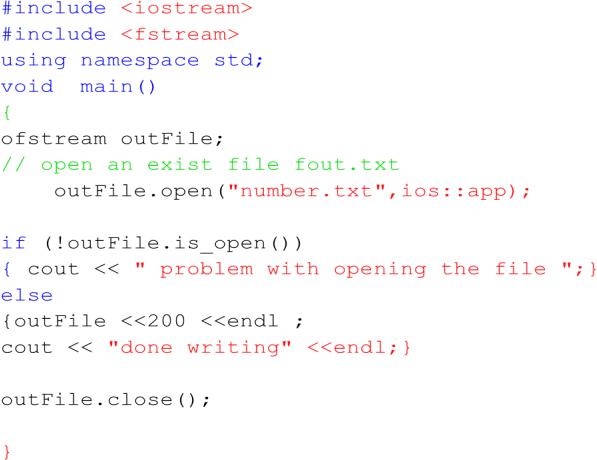 #include <iostream>
#include <fstream>
using namespace std;
void  main()
{
ofstream outFile;
// open an exist file fout.txt
    outFile.open("number.txt",ios::app);

if (!outFile.is_open())
{ cout << " problem with opening the file ";}
else
{outFile <<200 <<endl ;
cout << "done writing" <<endl;}

outFile.close();

}